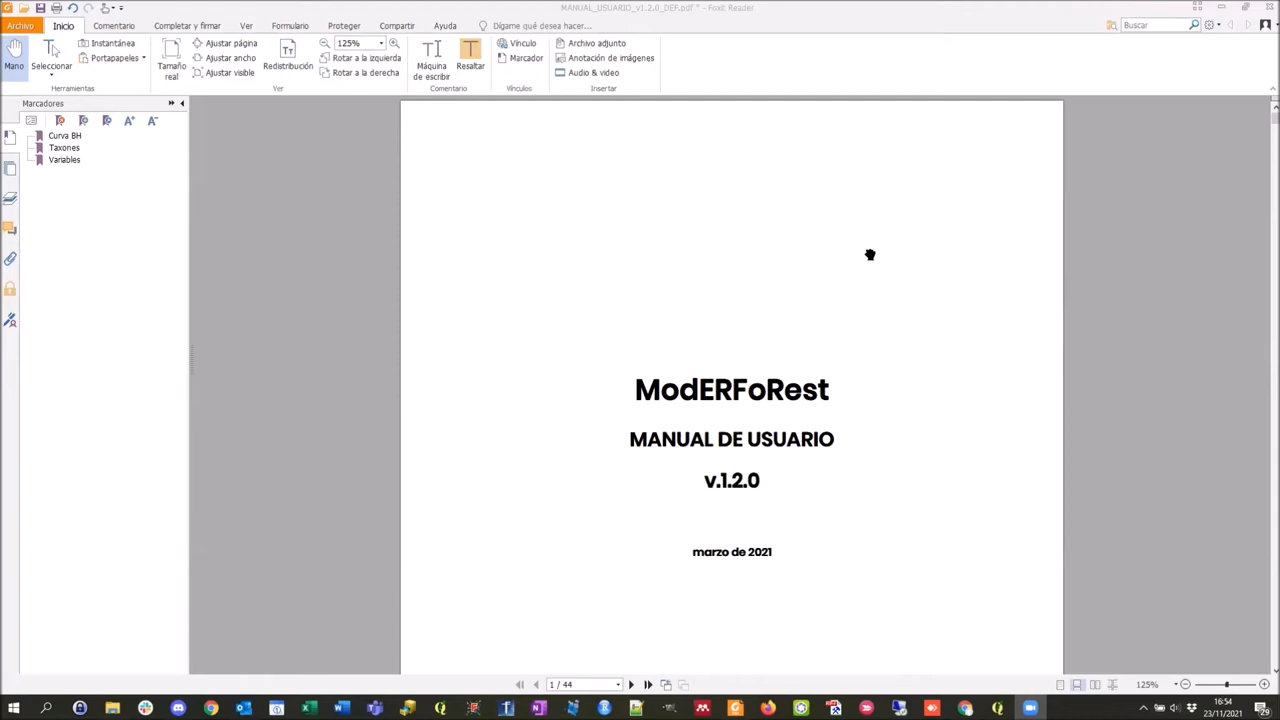 MANUAL_USUARIO_v1.2.0_DEF.pdf * - Foxit Reader
Archivo Inicio Comentario Completar y firmar Ver Formulario Proteger Compartir Ayuda Dígame qué desea hacer... Buscar
Mano
Seleccionar
Instantánea
Portapapeles
Herramientas
Tamaño real
Ajustar página
Ajustar ancho
Ajustar visible
Redistribución
125%
Rotar a la izquierda
Rotar a la derecha
Ver
Máquina de escribir
Resaltar
Comentario
Vínculo
Marcador
Vínculos
Archivo adjunto
Anotación de imágenes
Audio & video
Insertar
Marcadores
Curva BH
Taxones
Variables
ModERFoRest
MANUAL DE USUARIO
v.1.2.0
marzo de 2021
1 / 44
125%
16:54
23/11/2021
29